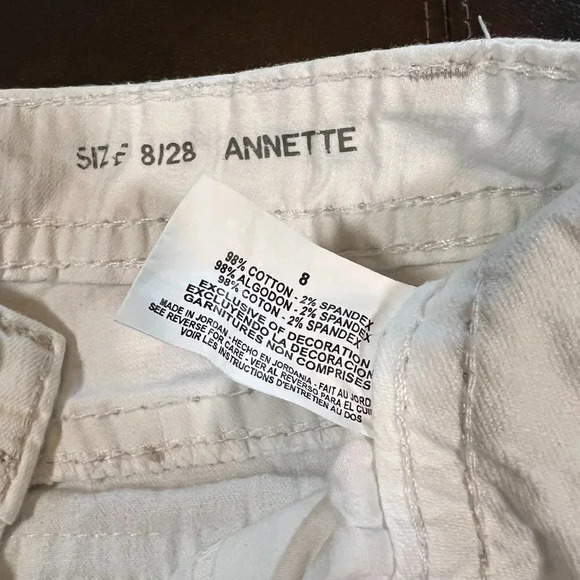 SIZE 8/28 ANNETTE
8
98% COTTON - 2% SPANDEX
98% ALGODON - 2% SPANDEX
98% COTON - 2% SPANDEX
EXCLUSIVE OF DECORATION
EXCLUYENDO LA DECORACION
GARNITURES NON COMPRISES
MADE IN JORDAN - HECHO EN JORDANIA - FAIT AU JORD
SEE REVERSE FOR CARE - VER AL REVERSO PARA EL CUI
VOIR LES INSTRUCTIONS D'ENTRETIEN AU DOS